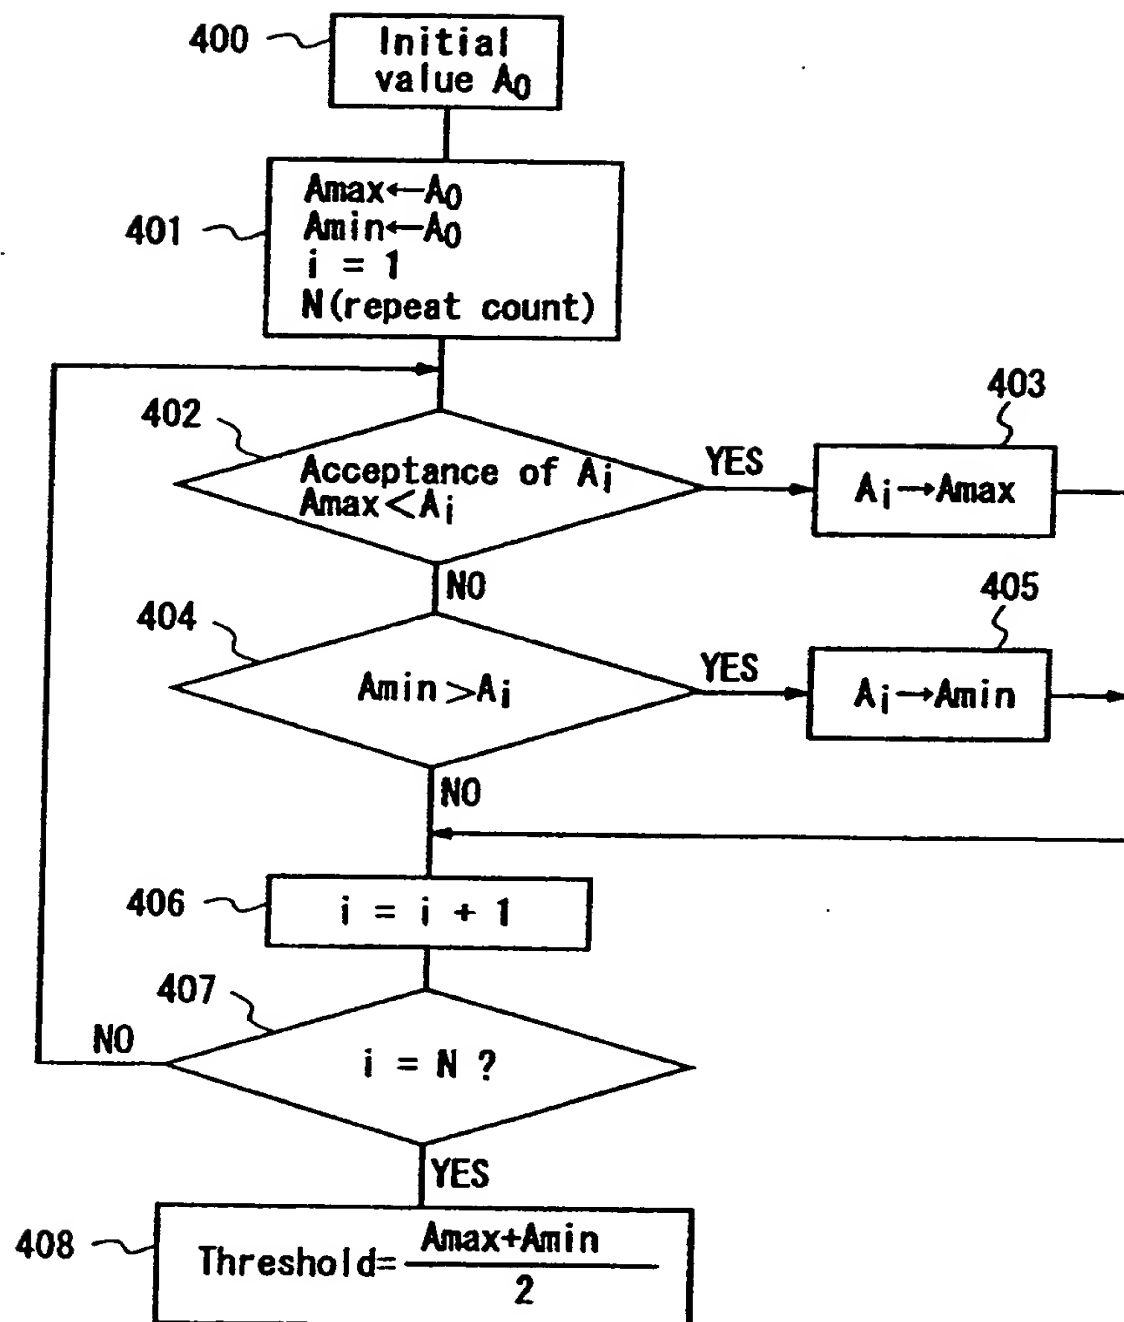 400
Initial
value A0
401
Amax←A0
Amin←A0
i = 1
N(repeat count)
402
Acceptance of Ai
Amax<Ai
YES
403
Ai→Amax
NO
404
Amin>Ai
YES
405
Ai→Amin
NO
406
i = i + 1
407
i = N ?
NO
YES
408
Threshold=
Amax+Amin
2